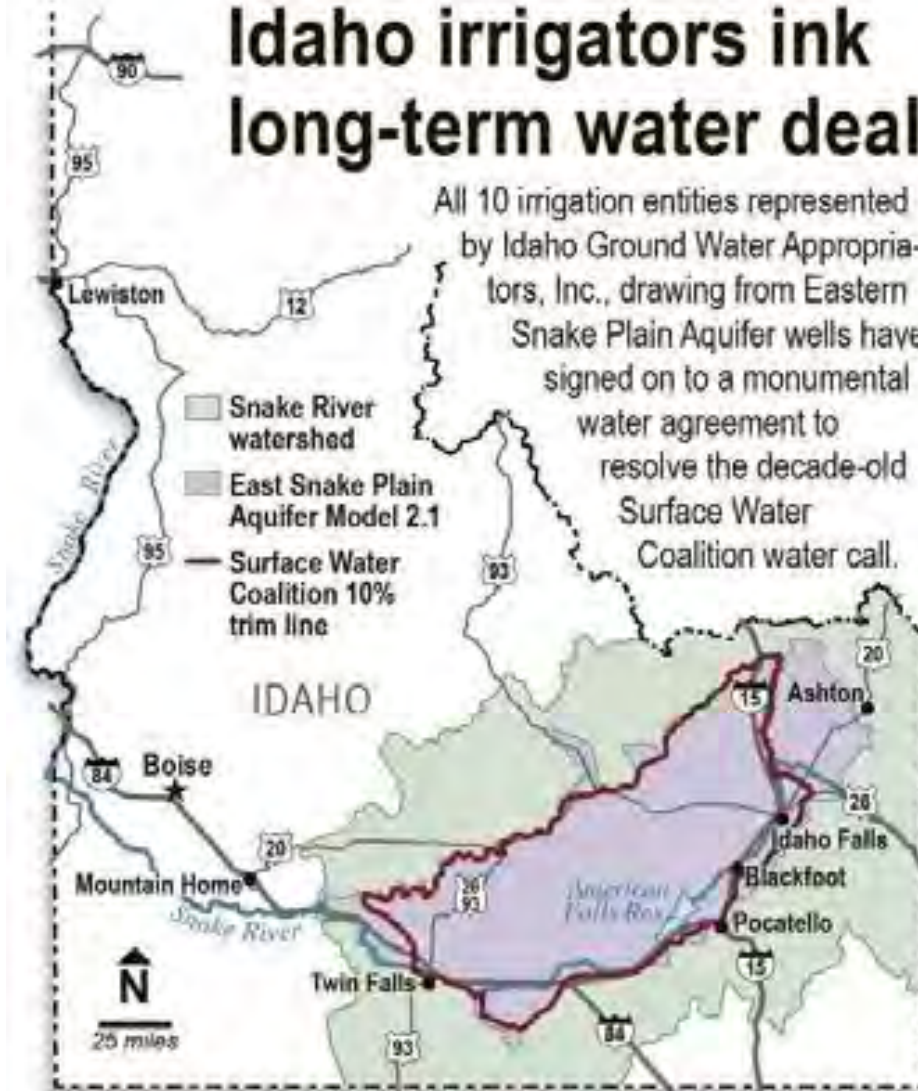 Idaho irrigators ink
long-term water deal
All 10 irrigation entities represented
by Idaho Ground Water Appropria-
tors, Inc., drawing from Eastern
Snake Plain Aquifer wells have
signed on to a monumental
water agreement to
resolve the decade-old
Surface Water
Coalition water call.
90
95
Lewiston
12
Snake River
watershed
East Snake Plain
Aquifer Model 2.1
Surface Water
Coalition 10%
trim line
Snake River
95
93
IDAHO
20
15
Ashton
84
Boise
26
Idaho Falls
20
Mountain Home
26
93
American
Falls Res.
Blackfoot
Snake River
Pocatello
N
25 miles
Twin Falls
15
93
84